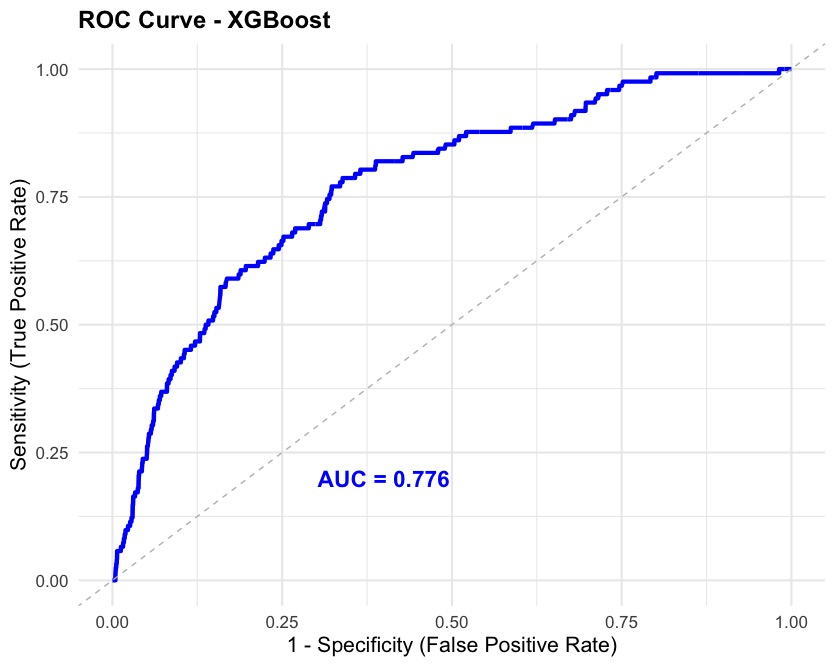 ROC Curve - XGBoost
Sensitivity (True Positive Rate)
1.00
0.75
0.50
0.25
0.00
AUC = 0.776
0.00 0.25 0.50 0.75 1.00
1 - Specificity (False Positive Rate)